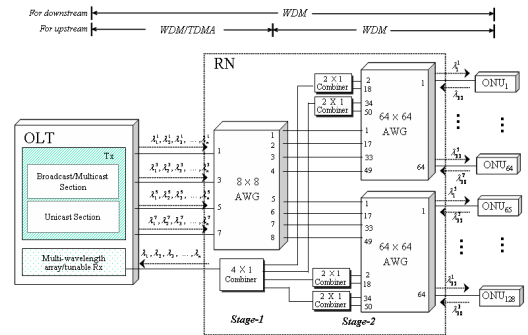 For downstream
WDM
For upstream
WDM/TDMA
WDM
RN
OLT
Tx
Broadcast/Multicast
Section
Unicast Section
Multi-wavelength
array/tunable Rx
1
3
5
7
8 X 8
AWG
1
2
3
4
5
6
7
8
4 X 1
Combiner
Stage-1
2 X 1
Combiner
2 X 1
Combiner
2
18
34
50
1
17
33
49
64 x 64
AWG
1
64
2 X 1
Combiner
2 X 1
Combiner
1
17
33
49
2
18
34
50
64 x 64
AWG
1
64
Stage-2
ONU1
ONU64
ONU65
ONU128